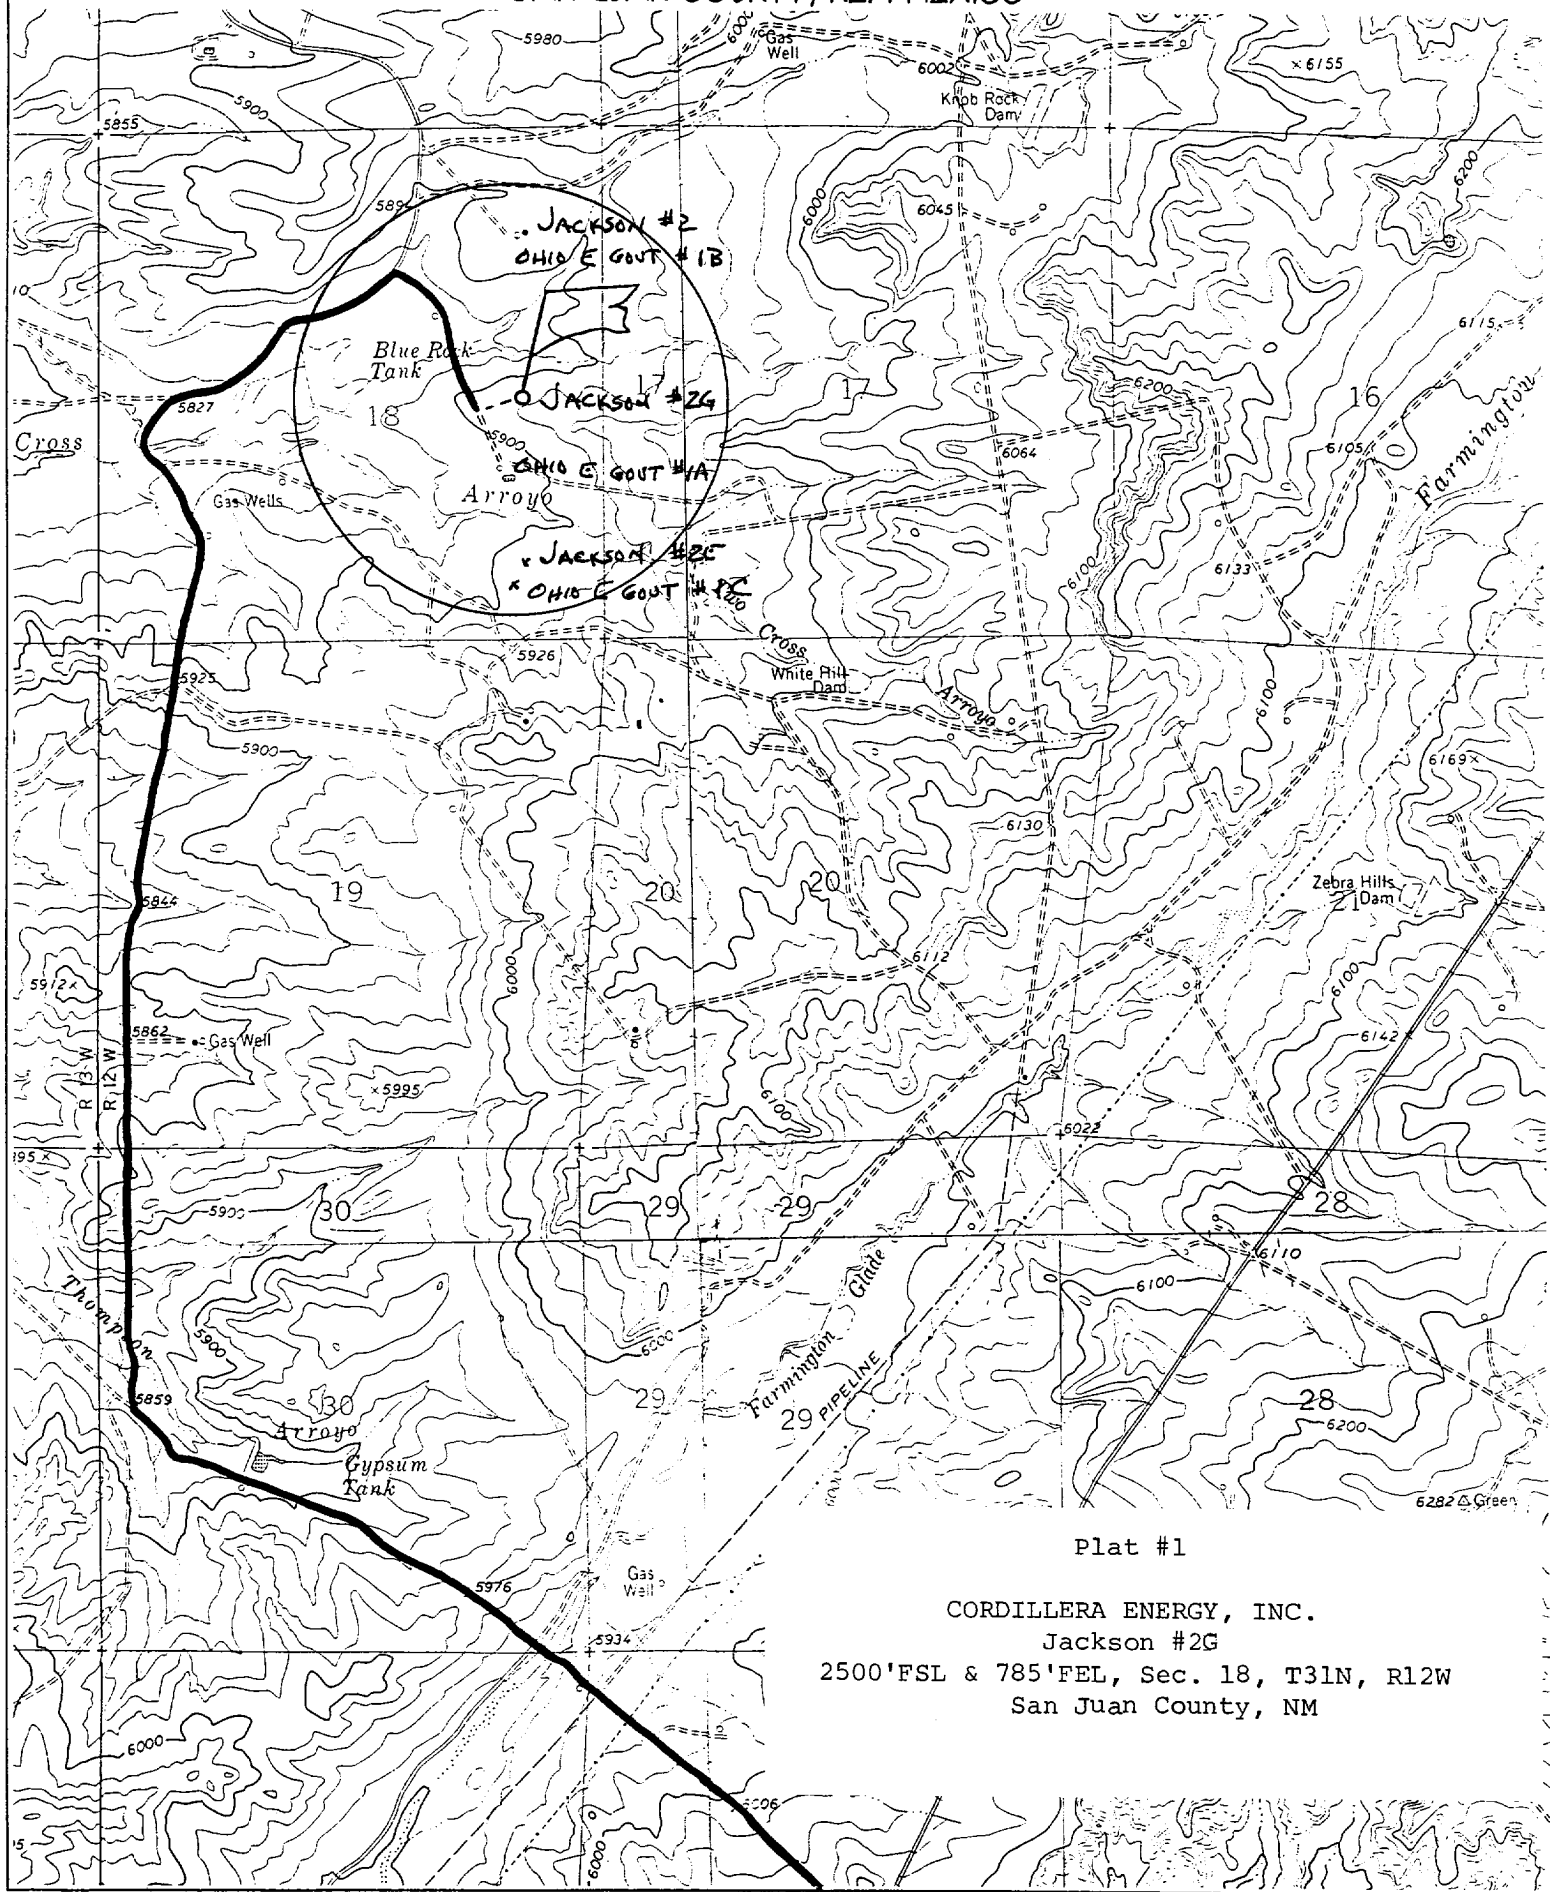 5980
Gas
Well
6000
6002
×6155
5900
Knob Rock
Dam
5855
6200
6000
6045
. JACKSON #2
OHIO E GOVT #1B
6115
Blue Rock
Tank
5827
18
JACKSON #2G
17
17
6200
16
Cross
5900
6064
6105
Farmington
OHIO E GOVT #1A
Gas Wells
Arroyo
JACKSON #2E
× OHIO E GOVT
6100
6133
Cross
5926
White Hill
Dam
5925
Arroyo
6100
5900
6169×
6130
19
20
20
Zebra Hills
Dam
21
5844
6000
6112
6100
5912×
5862
Gas Well
6142
R 13 W
R 12 W
×5995
6100
6022
5900
30
29
29
28
6110
Glade
6100
Thompson
5900
6000
Farmington
PIPELINE
5859
30
29
29
28
6200
Arroyo
Gypsum
Tank
6282 △ Green
5976
Gas
Well
5934
6000
6000
Plat #1
CORDILLERA ENERGY, INC.
Jackson #2G
2500'FSL & 785'FEL, Sec. 18, T31N, R12W
San Juan County, NM